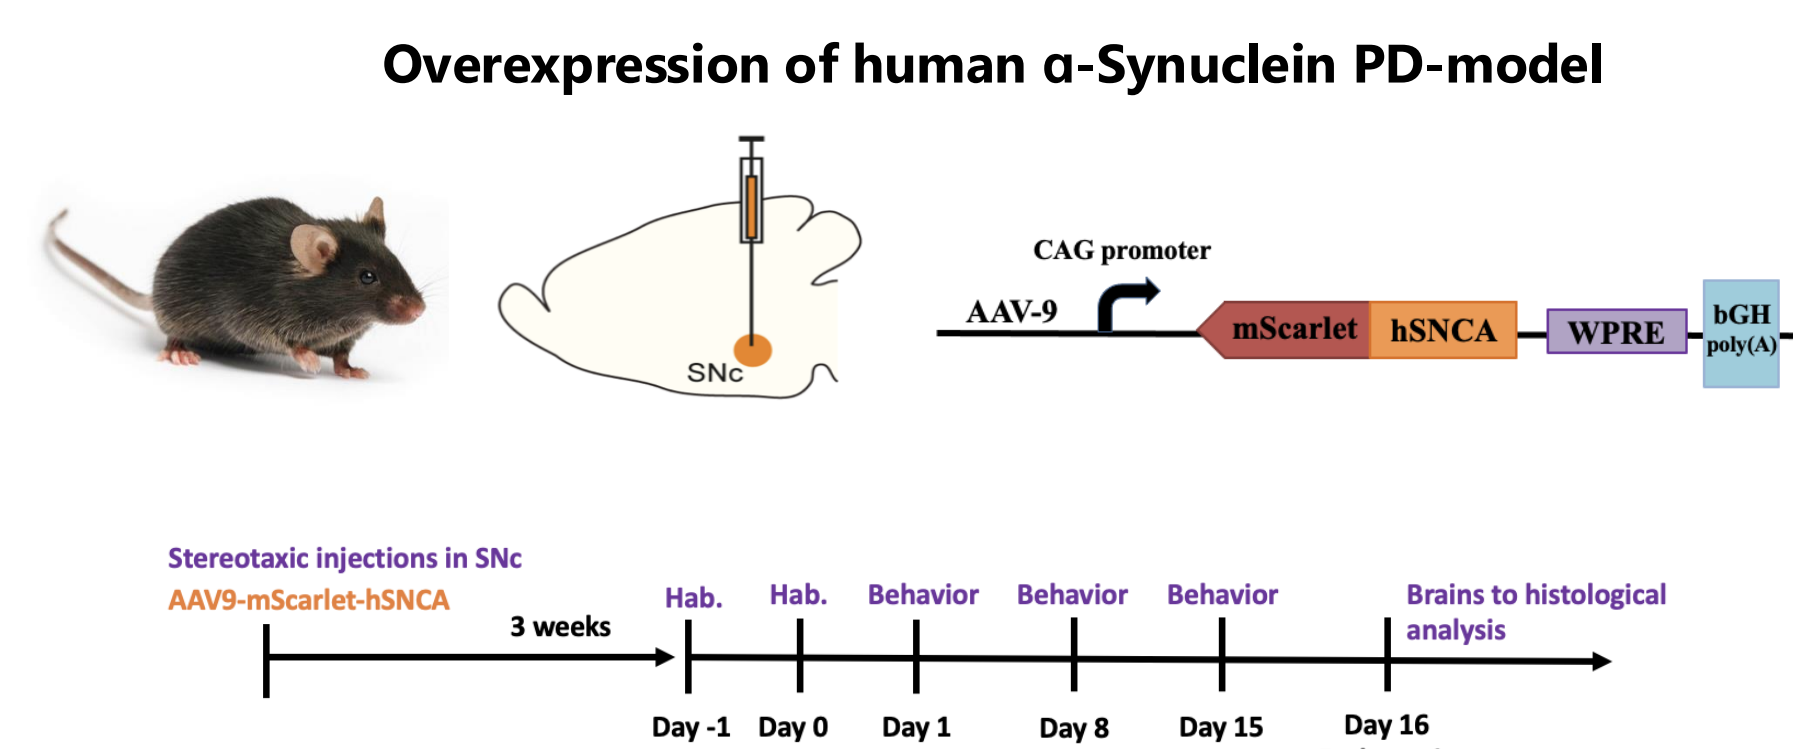 Overexpression of human α-Synuclein PD-model
CAG promoter
AAV-9
mScarlet
hSNCA
WPRE
bGH
poly(A)
SNc
Stereotaxic injections in SNc
AAV9-mScarlet-hSNCA
3 weeks
Hab.
Hab.
Behavior
Behavior
Behavior
Brains to histological
analysis
Day -1
Day 0
Day 1
Day 8
Day 15
Day 16